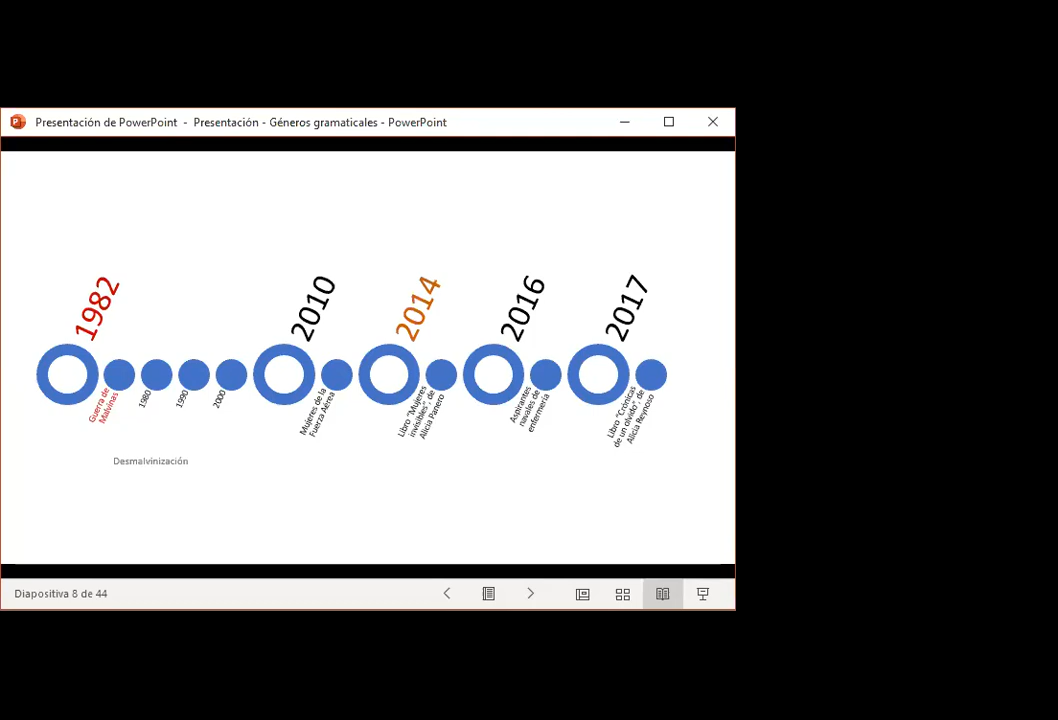 Presentación de PowerPoint - Presentación - Géneros gramaticales - PowerPoint
1982
2010
2014
2016
2017
Guerra de
Malvinas
1980
1990
2000
Mujeres de la
Fuerza Aérea
Libro "Mujeres
invisibles", de
Alicia Panero
Aspirantes
navales de
enfermería
Libro "Crónicas
de un olvido", de
Alicia Reynoso
Desmalvinización
Diapositiva 8 de 44